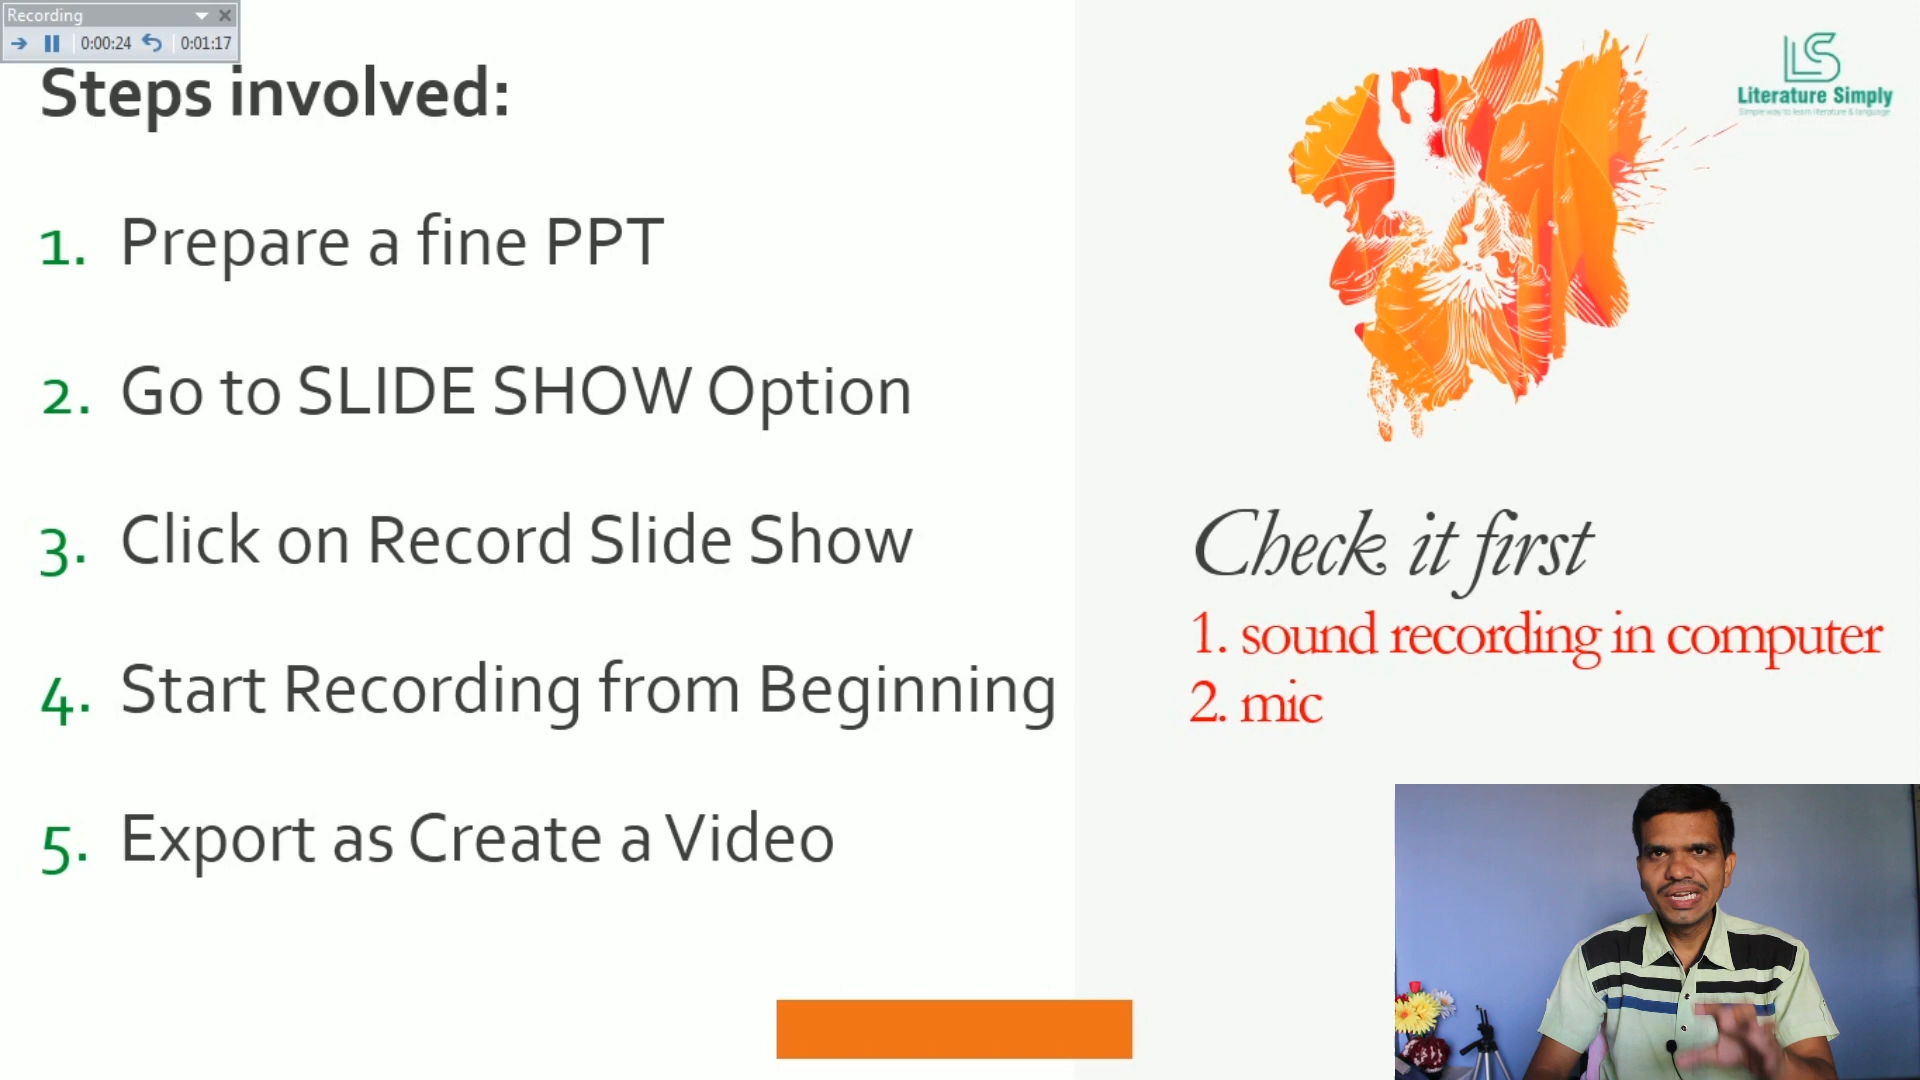 Recording
0:00:24 0:01:17
Steps involved:
1. Prepare a fine PPT
2. Go to SLIDE SHOW Option
3. Click on Record Slide Show
4. Start Recording from Beginning
5. Export as Create a Video
LS
Literature Simply
Simple way to learn literature & language
Check it first
1. sound recording in computer
2. mic